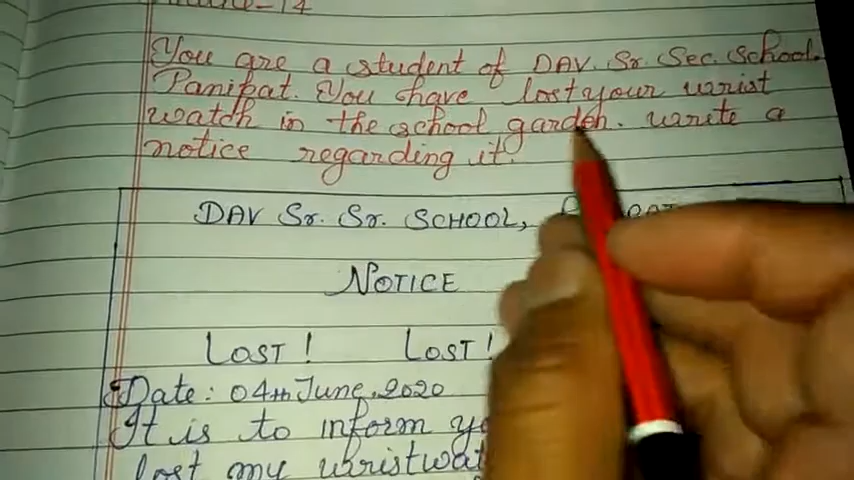 You are a student of DAV. Sr. Sec. School.
Panipat. You have lost your wrist
watch in the school garden. write a
notice regarding it.
DAV Sr. Sr. SCHOOL,
NOTICE
LOST! LOST!
Date: 04th June, 2020
It is to inform
lost my